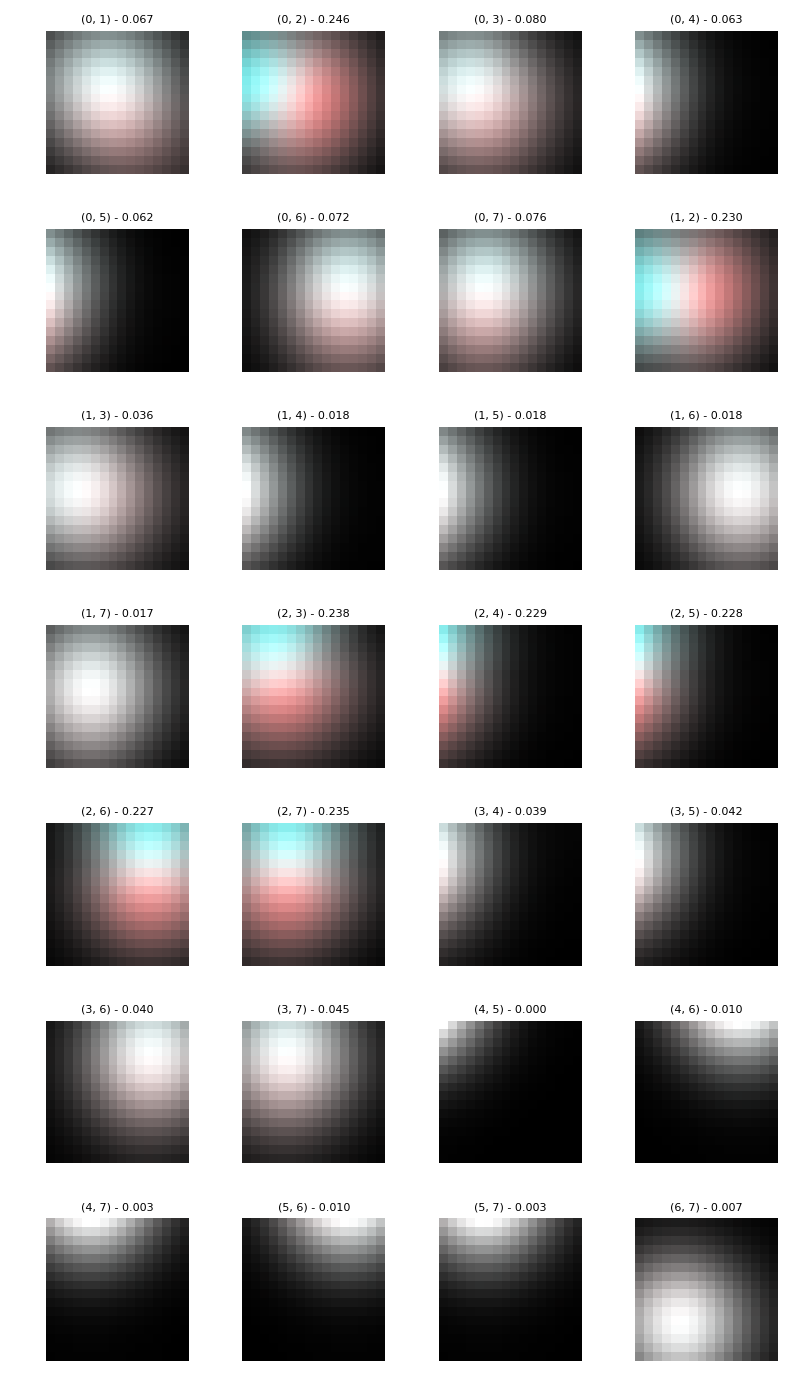 (0, 1) - 0.067 (0, 2) - 0.246 (0, 3) - 0.080 (0, 4) - 0.063
(0, 5) - 0.062 (0, 6) - 0.072 (0, 7) - 0.076 (1, 2) - 0.230
(1, 3) - 0.036 (1, 4) - 0.018 (1, 5) - 0.018 (1, 6) - 0.018
(1, 7) - 0.017 (2, 3) - 0.238 (2, 4) - 0.229 (2, 5) - 0.228
(2, 6) - 0.227 (2, 7) - 0.235 (3, 4) - 0.039 (3, 5) - 0.042
(3, 6) - 0.040 (3, 7) - 0.045 (4, 5) - 0.000 (4, 6) - 0.010
(4, 7) - 0.003 (5, 6) - 0.010 (5, 7) - 0.003 (6, 7) - 0.007